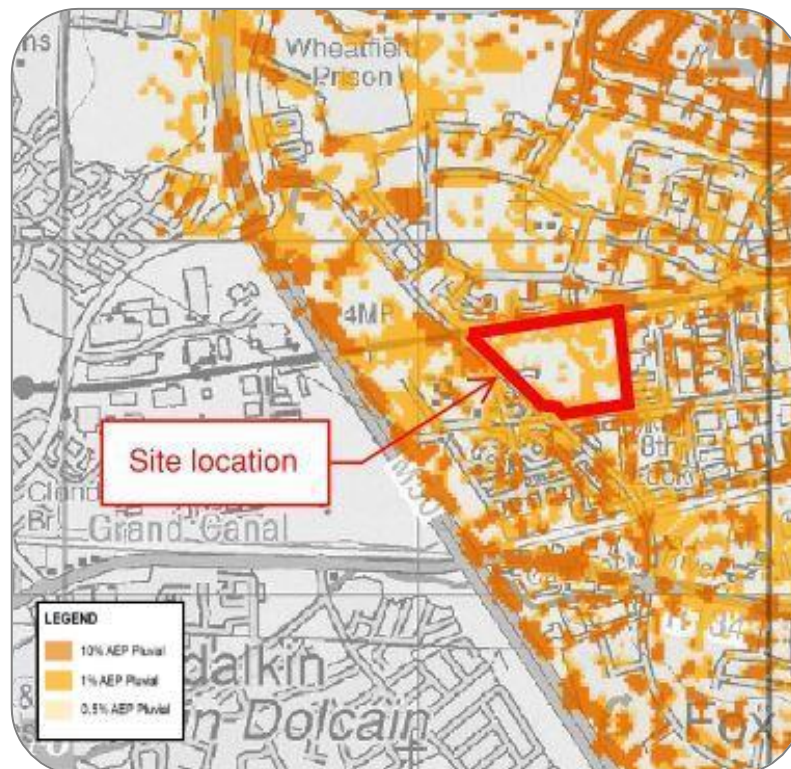 Wheatfield
Prison
4MP
Site location
M50
Grand Canal
LEGEND
10% AEP Pluvial
1% AEP Pluvial
0.5% AEP Pluvial
dalkin
in Dolcain
Fox